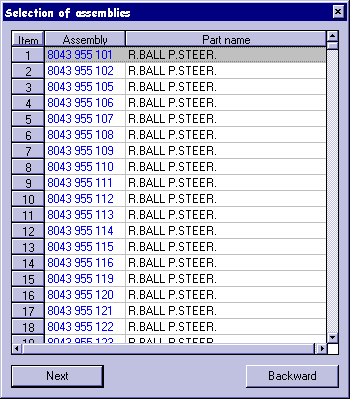 Selection of assemblies
Item Assembly Part name
1 8043 955 101 R.BALL P.STEER.
2 8043 955 102 R.BALL P.STEER.
3 8043 955 105 R.BALL P.STEER.
4 8043 955 106 R.BALL P.STEER.
5 8043 955 107 R.BALL P.STEER.
6 8043 955 108 R.BALL P.STEER.
7 8043 955 109 R.BALL P.STEER.
8 8043 955 110 R.BALL P.STEER.
9 8043 955 111 R.BALL P.STEER.
10 8043 955 112 R.BALL P.STEER.
11 8043 955 113 R.BALL P.STEER.
12 8043 955 114 R.BALL P.STEER.
13 8043 955 115 R.BALL P.STEER.
14 8043 955 116 R.BALL P.STEER.
15 8043 955 119 R.BALL P.STEER.
16 8043 955 120 R.BALL P.STEER.
17 8043 955 121 R.BALL P.STEER.
18 8043 955 122 R.BALL P.STEER.
19 8043 955 123 R.BALL P.STEER.
Next Backward